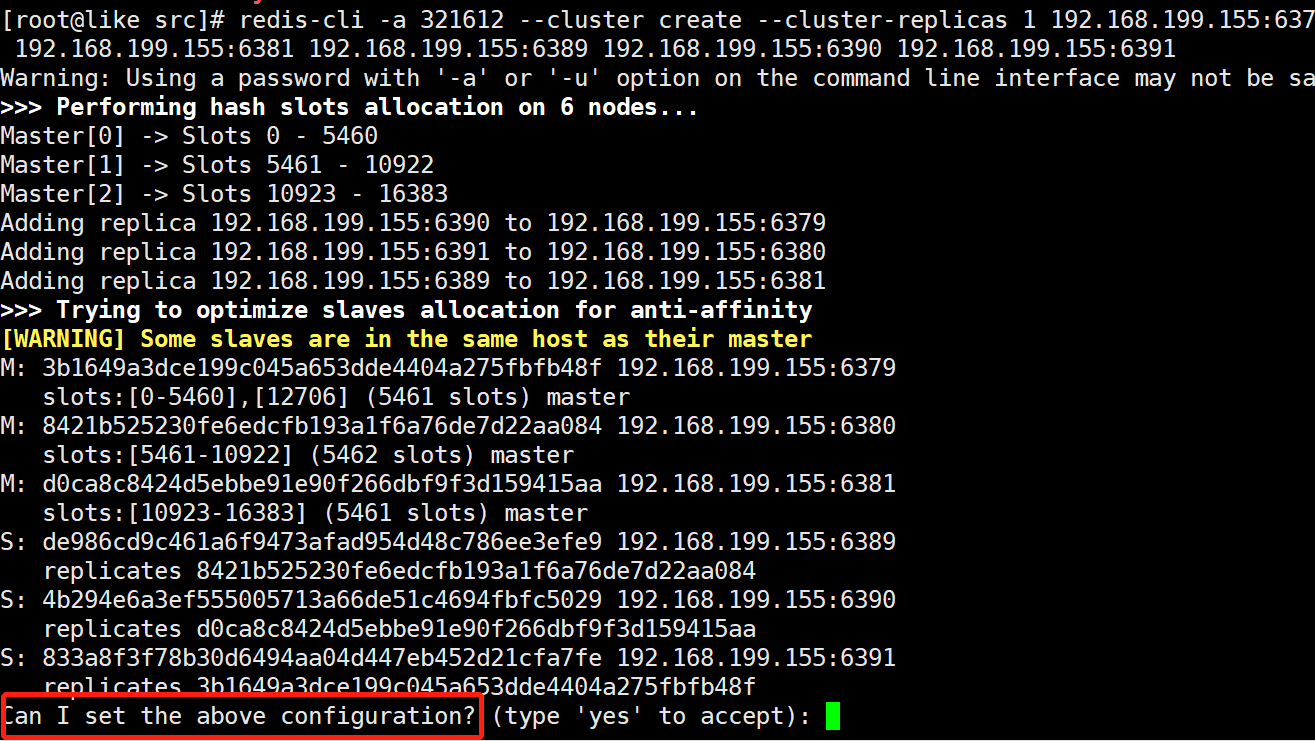 [root@like src]# redis-cli -a 321612 --cluster create --cluster-replicas 1 192.168.199.155:637
192.168.199.155:6381 192.168.199.155:6389 192.168.199.155:6390 192.168.199.155:6391
Warning: Using a password with '-a' or '-u' option on the command line interface may not be sa
>>> Performing hash slots allocation on 6 nodes...
Master[0] -> Slots 0 - 5460
Master[1] -> Slots 5461 - 10922
Master[2] -> Slots 10923 - 16383
Adding replica 192.168.199.155:6390 to 192.168.199.155:6379
Adding replica 192.168.199.155:6391 to 192.168.199.155:6380
Adding replica 192.168.199.155:6389 to 192.168.199.155:6381
>>> Trying to optimize slaves allocation for anti-affinity
[WARNING] Some slaves are in the same host as their master
M: 3b1649a3dce199c045a653dde4404a275fbfb48f 192.168.199.155:6379
slots:[0-5460],[12706] (5461 slots) master
M: 8421b525230fe6edcfb193a1f6a76de7d22aa084 192.168.199.155:6380
slots:[5461-10922] (5462 slots) master
M: d0ca8c8424d5ebbe91e90f266dbf9f3d159415aa 192.168.199.155:6381
slots:[10923-16383] (5461 slots) master
S: de986cd9c461a6f9473afad954d48c786ee3efe9 192.168.199.155:6389
replicates 8421b525230fe6edcfb193a1f6a76de7d22aa084
S: 4b294e6a3ef555005713a66de51c4694fbfc5029 192.168.199.155:6390
replicates d0ca8c8424d5ebbe91e90f266dbf9f3d159415aa
S: 833a8f3f78b30d6494aa04d447eb452d21cfa7fe 192.168.199.155:6391
replicates 3b1649a3dce199c045a653dde4404a275fbfb48f
Can I set the above configuration? (type 'yes' to accept):